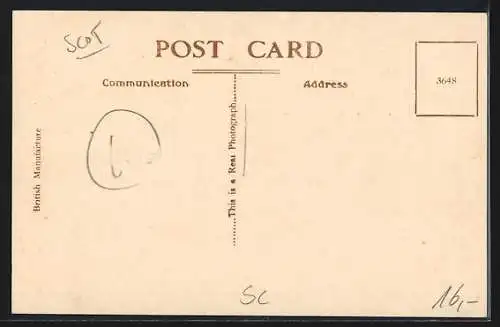 SCOT
POST CARD
Communication
Address
3648
British Manufacture
This is a Real Photograph.
SC
16,-